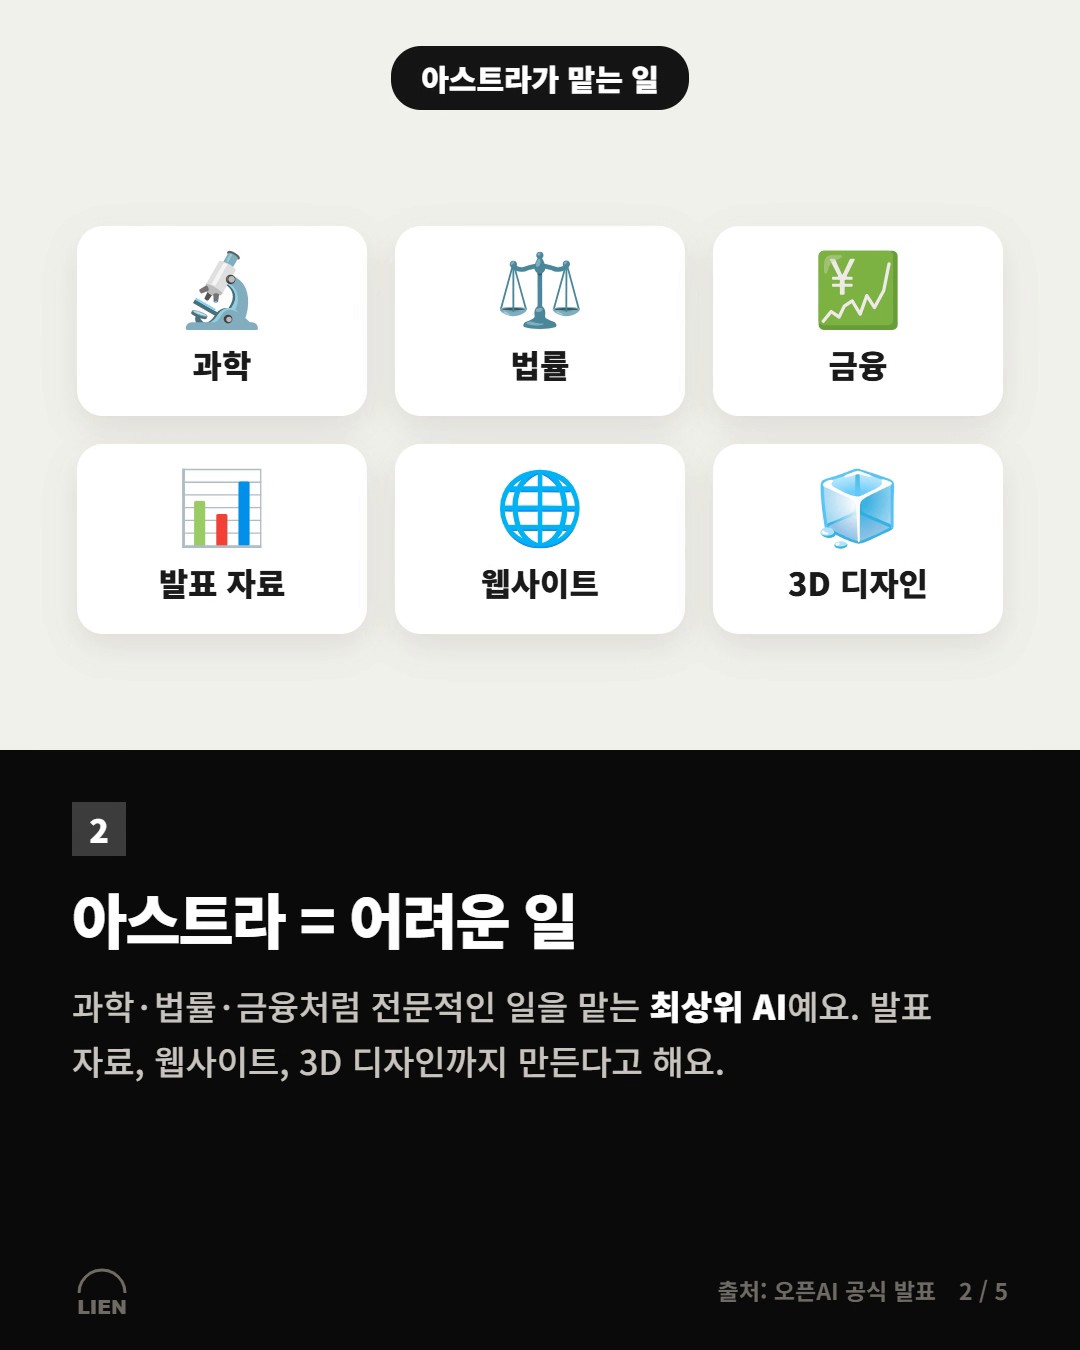 아스트라가 맡는 일
과학
법률
금융
발표 자료
웹사이트
3D 디자인
2
아스트라 = 어려운 일
과학·법률·금융처럼 전문적인 일을 맡는 최상위 AI예요. 발표
자료, 웹사이트, 3D 디자인까지 만든다고 해요.
LIEN
출처: 오픈AI 공식 발표 2 / 5